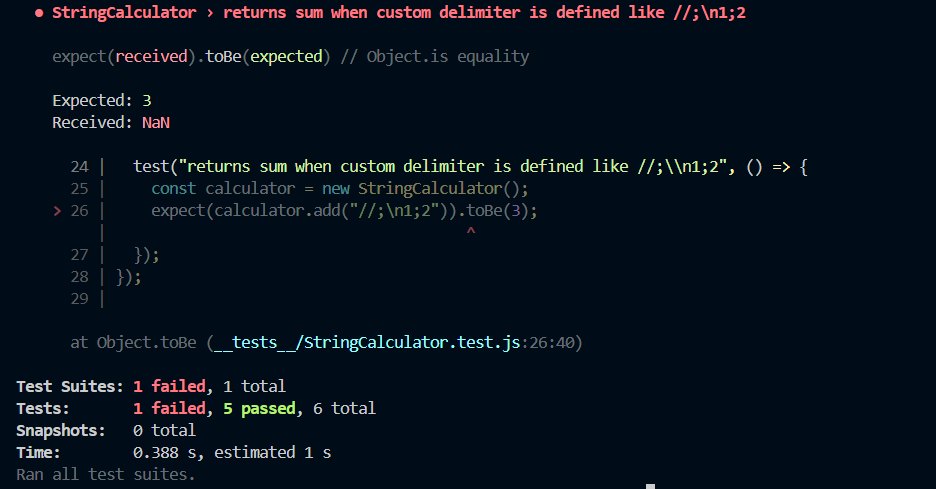 ● StringCalculator › returns sum when custom delimiter is defined like //;\n1;2
expect(received).toBe(expected) // Object.is equality
Expected: 3
Received: NaN
24 |   test("returns sum when custom delimiter is defined like //;\\n1;2", () => {
25 |     const calculator = new StringCalculator();
> 26 |     expect(calculator.add("//;\n1;2")).toBe(3);
|                                        ^
27 |   });
28 | });
29 |
at Object.toBe (__tests__/StringCalculator.test.js:26:40)
Test Suites: 1 failed, 1 total
Tests:       1 failed, 5 passed, 6 total
Snapshots:   0 total
Time:        0.388 s, estimated 1 s
Ran all test suites.